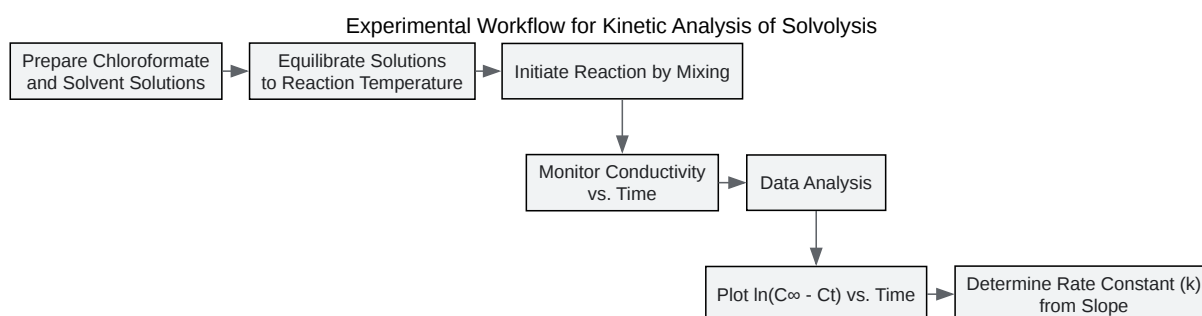 Experimental Workflow for Kinetic Analysis of Solvolysis
Prepare Chloroformate
and Solvent Solutions
Equilibrate Solutions
to Reaction Temperature
Initiate Reaction by Mixing
Monitor Conductivity
vs. Time
Data Analysis
Plot ln(C∞ - Ct) vs. Time
Determine Rate Constant (k)
from Slope